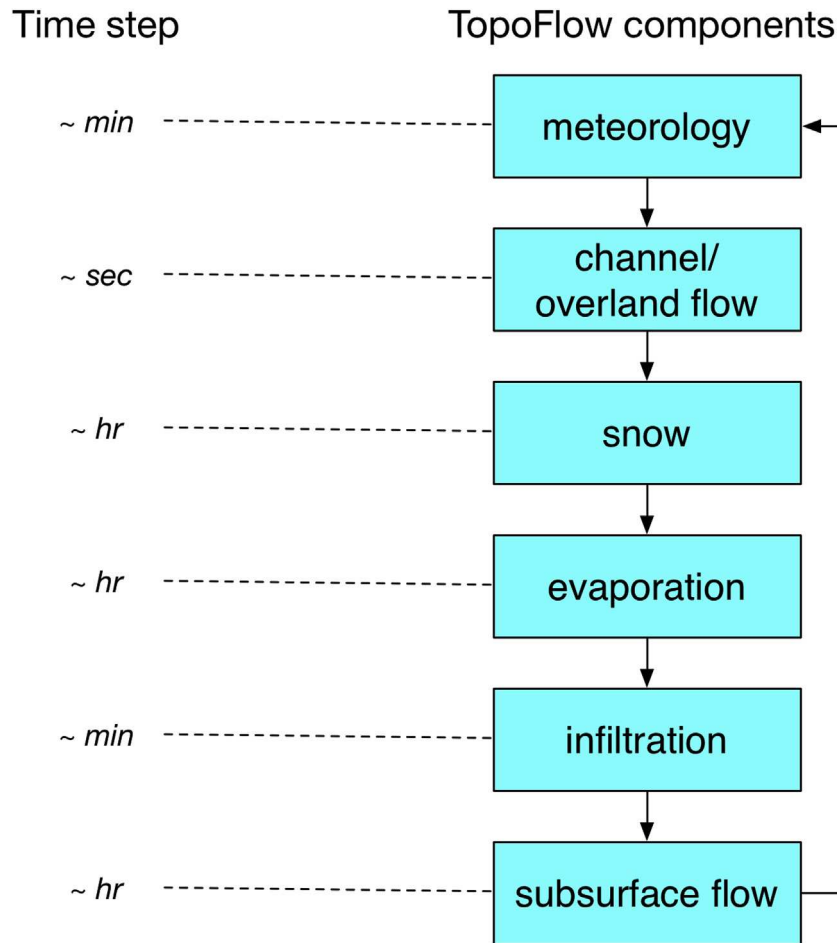 Time step
TopoFlow components
~ min
meteorology
~ sec
channel/
overland flow
~ hr
snow
~ hr
evaporation
~ min
infiltration
~ hr
subsurface flow